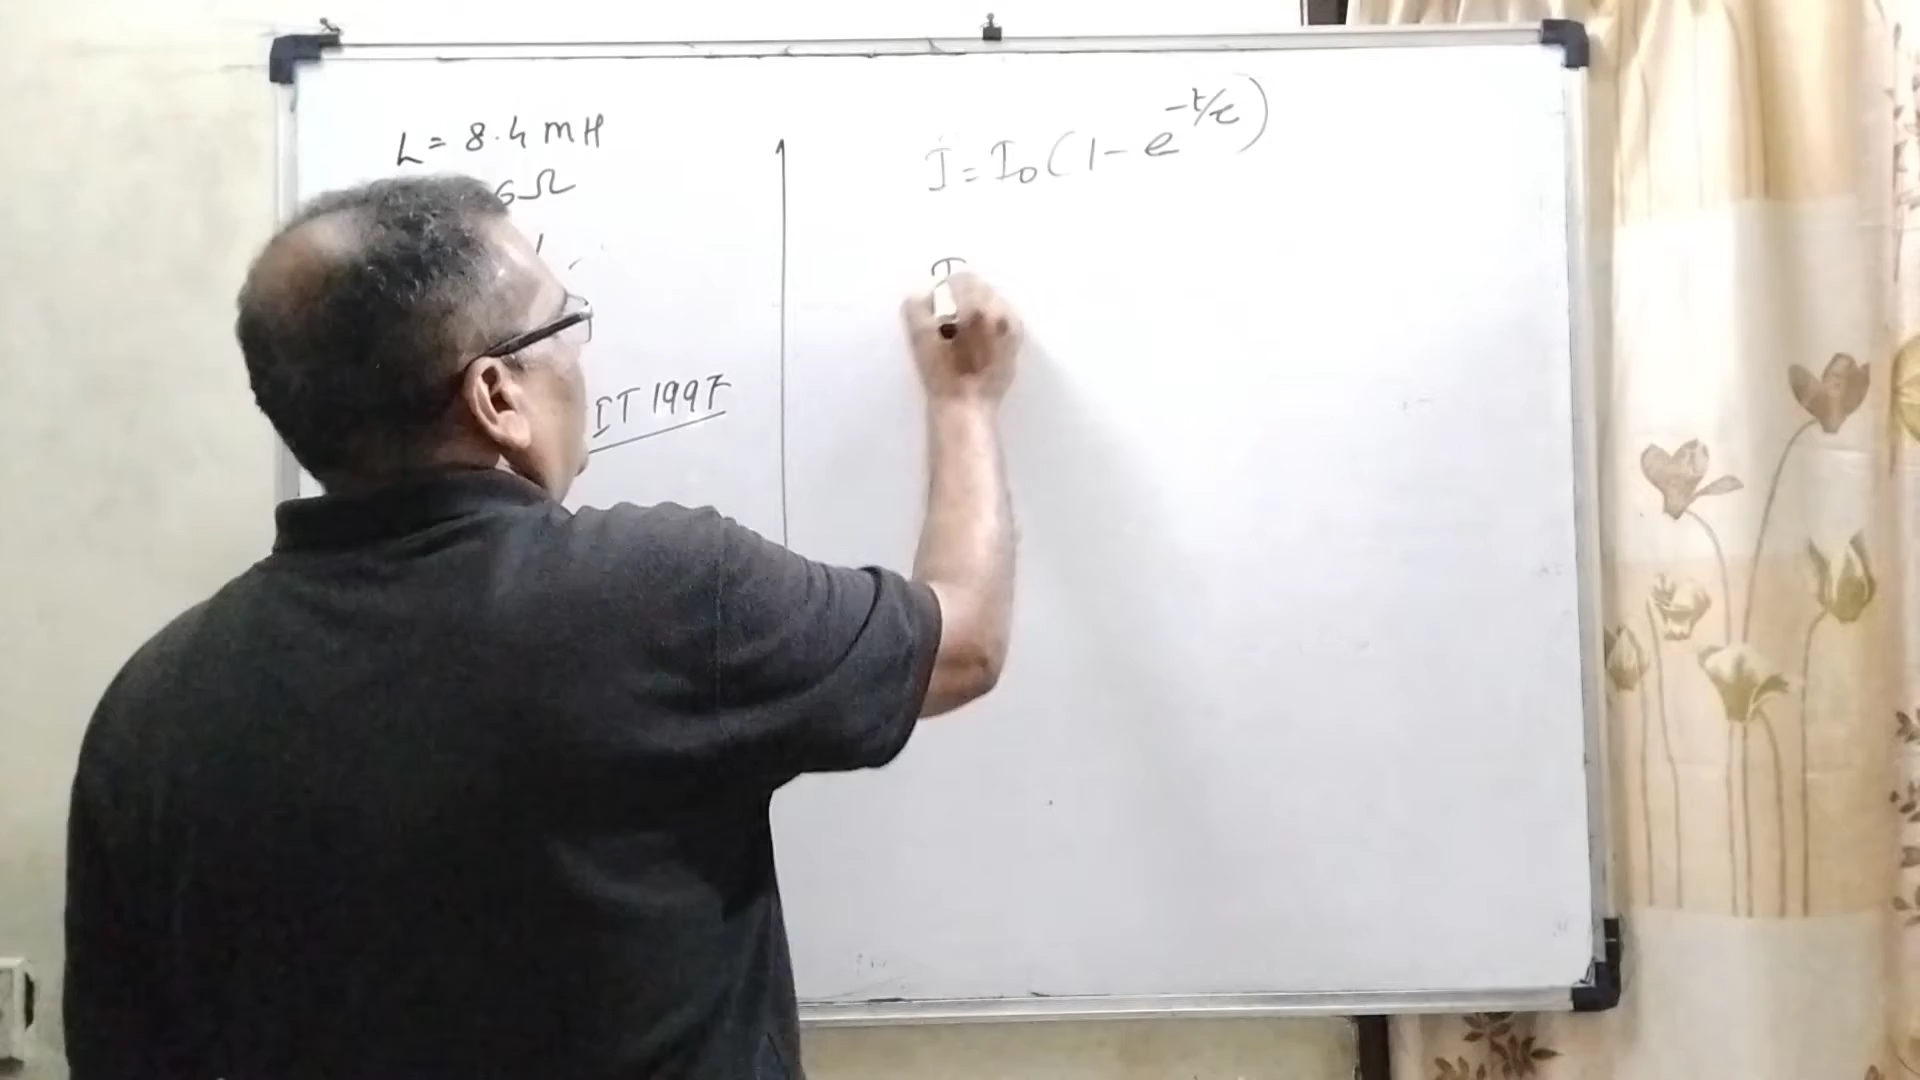 L = 8.4 mH
6Ω
IT 1997
I = I₀(1 - e^{-t/τ})
I